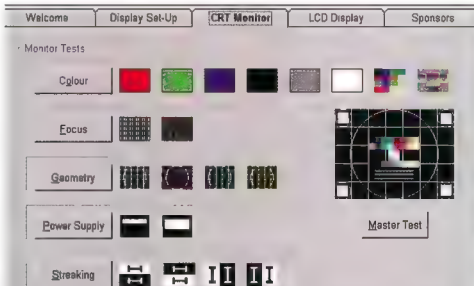 Welcome Display Set-Up CRT Monitor LCD Display Sponsors
Monitor Tests
Colour
Focus
Geometry
Power Supply
Master Test
Streaking